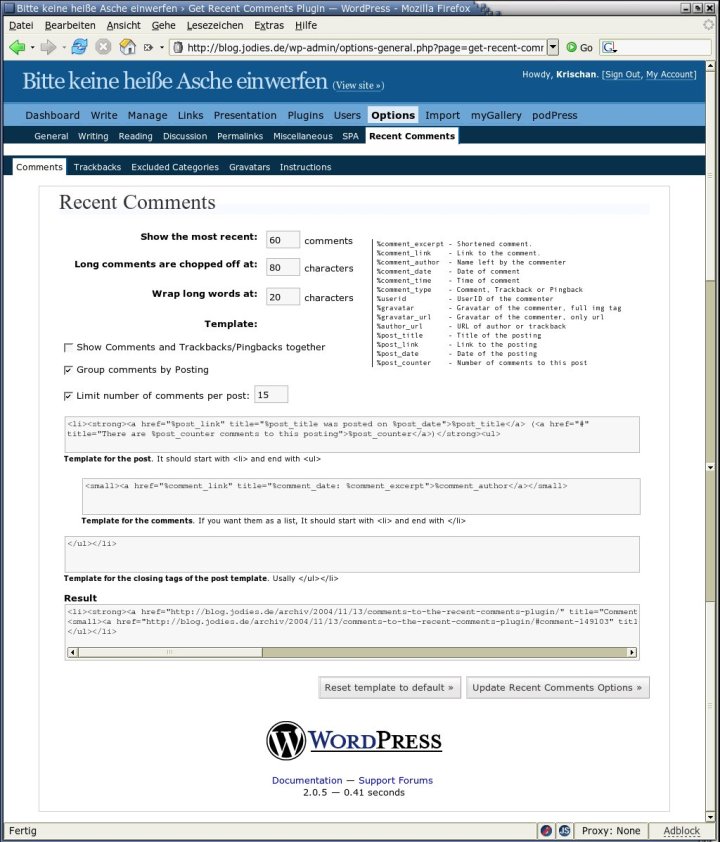 Bitte keine heiße Asche einwerfen › Get Recent Comments Plugin — WordPress - Mozilla Firefox
Datei Bearbeiten Ansicht Gehe Lesezeichen Extras Hilfe
http://blog.jodies.de/wp-admin/options-general.php?page=get-recent-comr Go G
Bitte keine heiße Asche einwerfen (View site »)
Howdy, Krischan. [Sign Out, My Account]
Dashboard Write Manage Links Presentation Plugins Users Options Import myGallery podPress
General Writing Reading Discussion Permalinks Miscellaneous SPA Recent Comments
Comments Trackbacks Excluded Categories Gravatars Instructions
Recent Comments
Show the most recent: 60 comments
Long comments are chopped off at: 80 characters
Wrap long words at: 20 characters
Template:
%comment_excerpt - Shortened comment.
%comment_link - Link to the comment.
%comment_author - Name left by the commenter
%comment_date - Date of comment
%comment_time - Time of comment
%comment_type - Comment, Trackback or Pingback
%userid - UserID of the commenter
%gravatar - Gravatar of the commenter, full img tag
%gravatar_url - Gravatar of the commenter, only url
%author_url - URL of author or trackback
%post_title - Title of the posting
%post_link - Link to the posting
%post_date - Date of the posting
%post_counter - Number of comments to this post
Show Comments and Trackbacks/Pingbacks together
Group comments by Posting
Limit number of comments per post: 15
<li><strong><a href="%post_link" title="%post_title was posted on %post_date">%post_title</a> (<a href="#"
title="There are %post_counter comments to this posting">%post_counter</a>)</strong><ul>
Template for the post. It should start with <li> and end with <ul>
<small><a href="%comment_link" title="%comment_date: %comment_excerpt">%comment_author</a></small>
Template for the comments. If you want them as a list, It should start with <li> and end with </li>
</ul></li>
Template for the closing tags of the post template. Usally </ul></li>
Result
<li><strong><a href="http://blog.jodies.de/archiv/2004/11/13/comments-to-the-recent-comments-plugin/" title="Comment
<small><a href="http://blog.jodies.de/archiv/2004/11/13/comments-to-the-recent-comments-plugin/#comment-149103" titl
</ul></li>
Reset template to default »
Update Recent Comments Options »
WORDPRESS
Documentation — Support Forums
2.0.5 — 0.41 seconds
Fertig JS Proxy: None Adblock